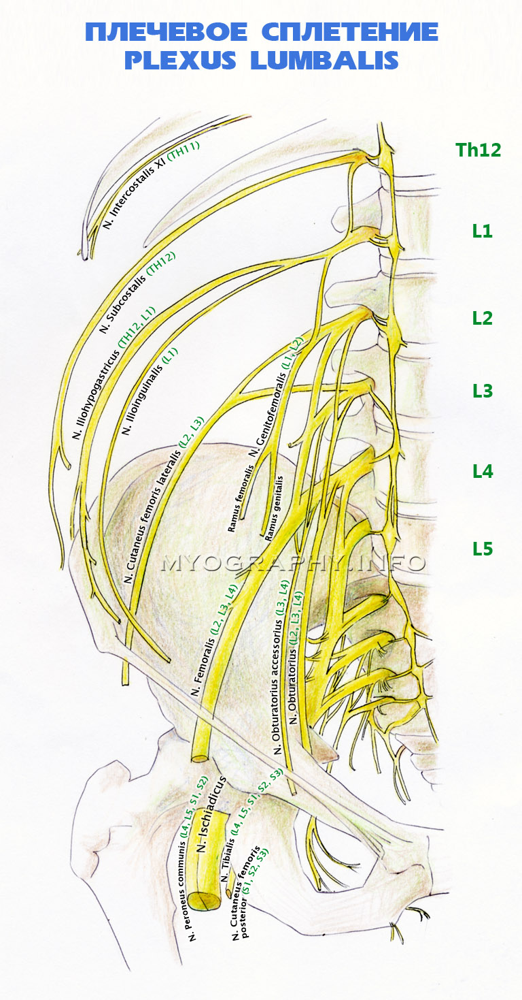 ПЛЕЧЕВОЕ СПЛЕТЕНИЕ
PLEXUS LUMBALIS
Th12
L1
L2
L3
L4
L5
N. Intercostalis XI (TH11)
N. Subcostalis (TH12)
N. Iliohypogastricus (TH12, L1)
N. Ilioinguinalis (L1)
N. Cutaneus femoris lateralis (L2, L3)
N. Genitofemoralis (L1, L2)
Ramus femoralis
Ramus genitalis
MYOGRAPHY.INFO
N. Femoralis (L2, L3, L4)
N. Obturatorius accessorius (L3, L4)
N. Obturatorius (L2, L3, L4)
N. Peroneus communis (L4, L5, S1, S2)
N. Ischiadicus
N. Tibialis (L4, L5, S1, S2, S3)
N. Cutaneus femoris
posterior (S1, S2, S3)